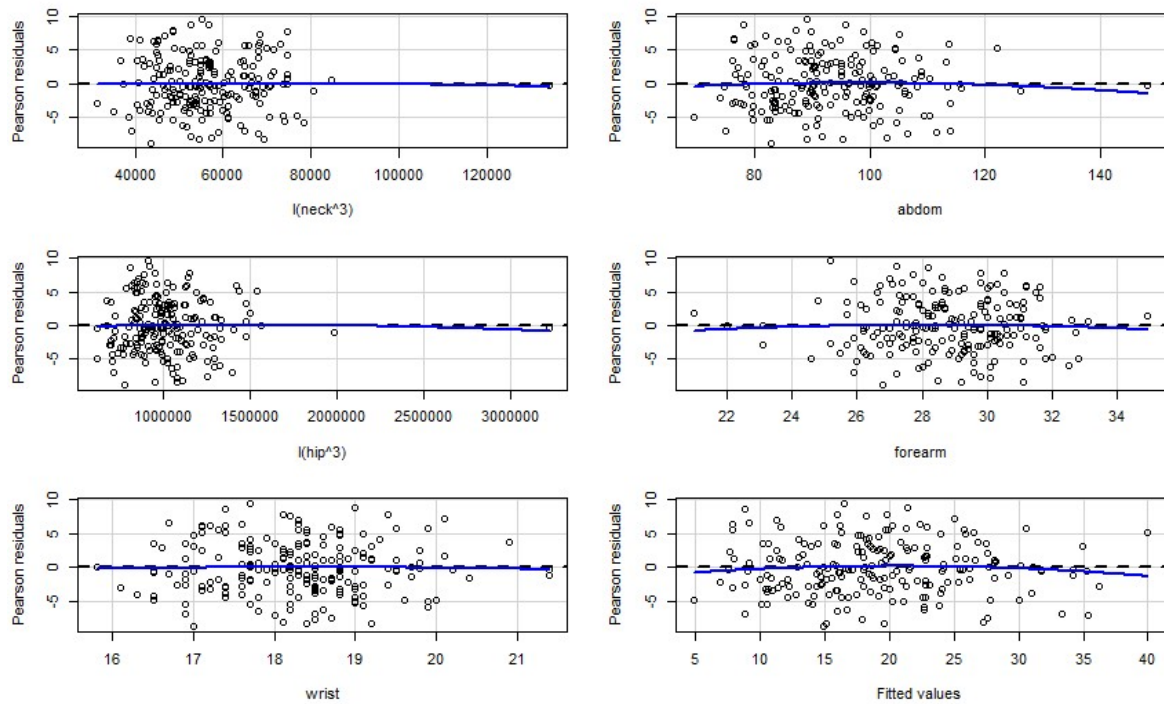 Pearson residuals
-5 0 5 10
40000 60000 80000 100000 120000
I(neck^3)
Pearson residuals
-5 0 5 10
80 100 120 140
abdom
Pearson residuals
-5 0 5 10
1000000 1500000 2000000 2500000 3000000
I(hip^3)
Pearson residuals
-5 0 5 10
22 24 26 28 30 32 34
forearm
Pearson residuals
-5 0 5 10
16 17 18 19 20 21
wrist
Pearson residuals
-5 0 5 10
5 10 15 20 25 30 35 40
Fitted values